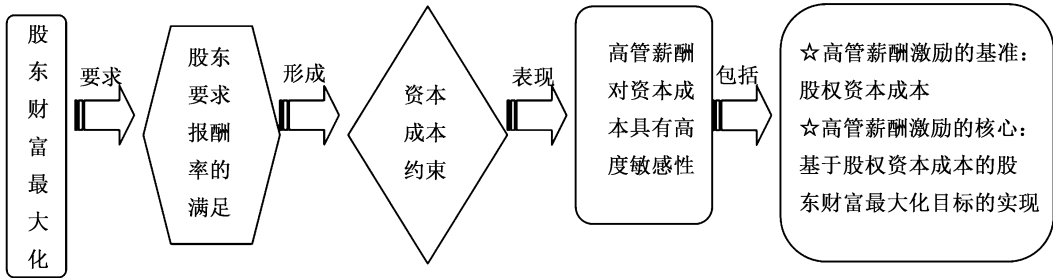 股
东
财
富
最
大
化
要求
股东
要求
报酬
率的
满足
形成
资本
成本
约束
表现
高管薪酬
对资本成
本具有高
度敏感性
包括
☆高管薪酬激励的基准：
股权资本成本
☆高管薪酬激励的核心：
基于股权资本成本的股
东财富最大化目标的实现